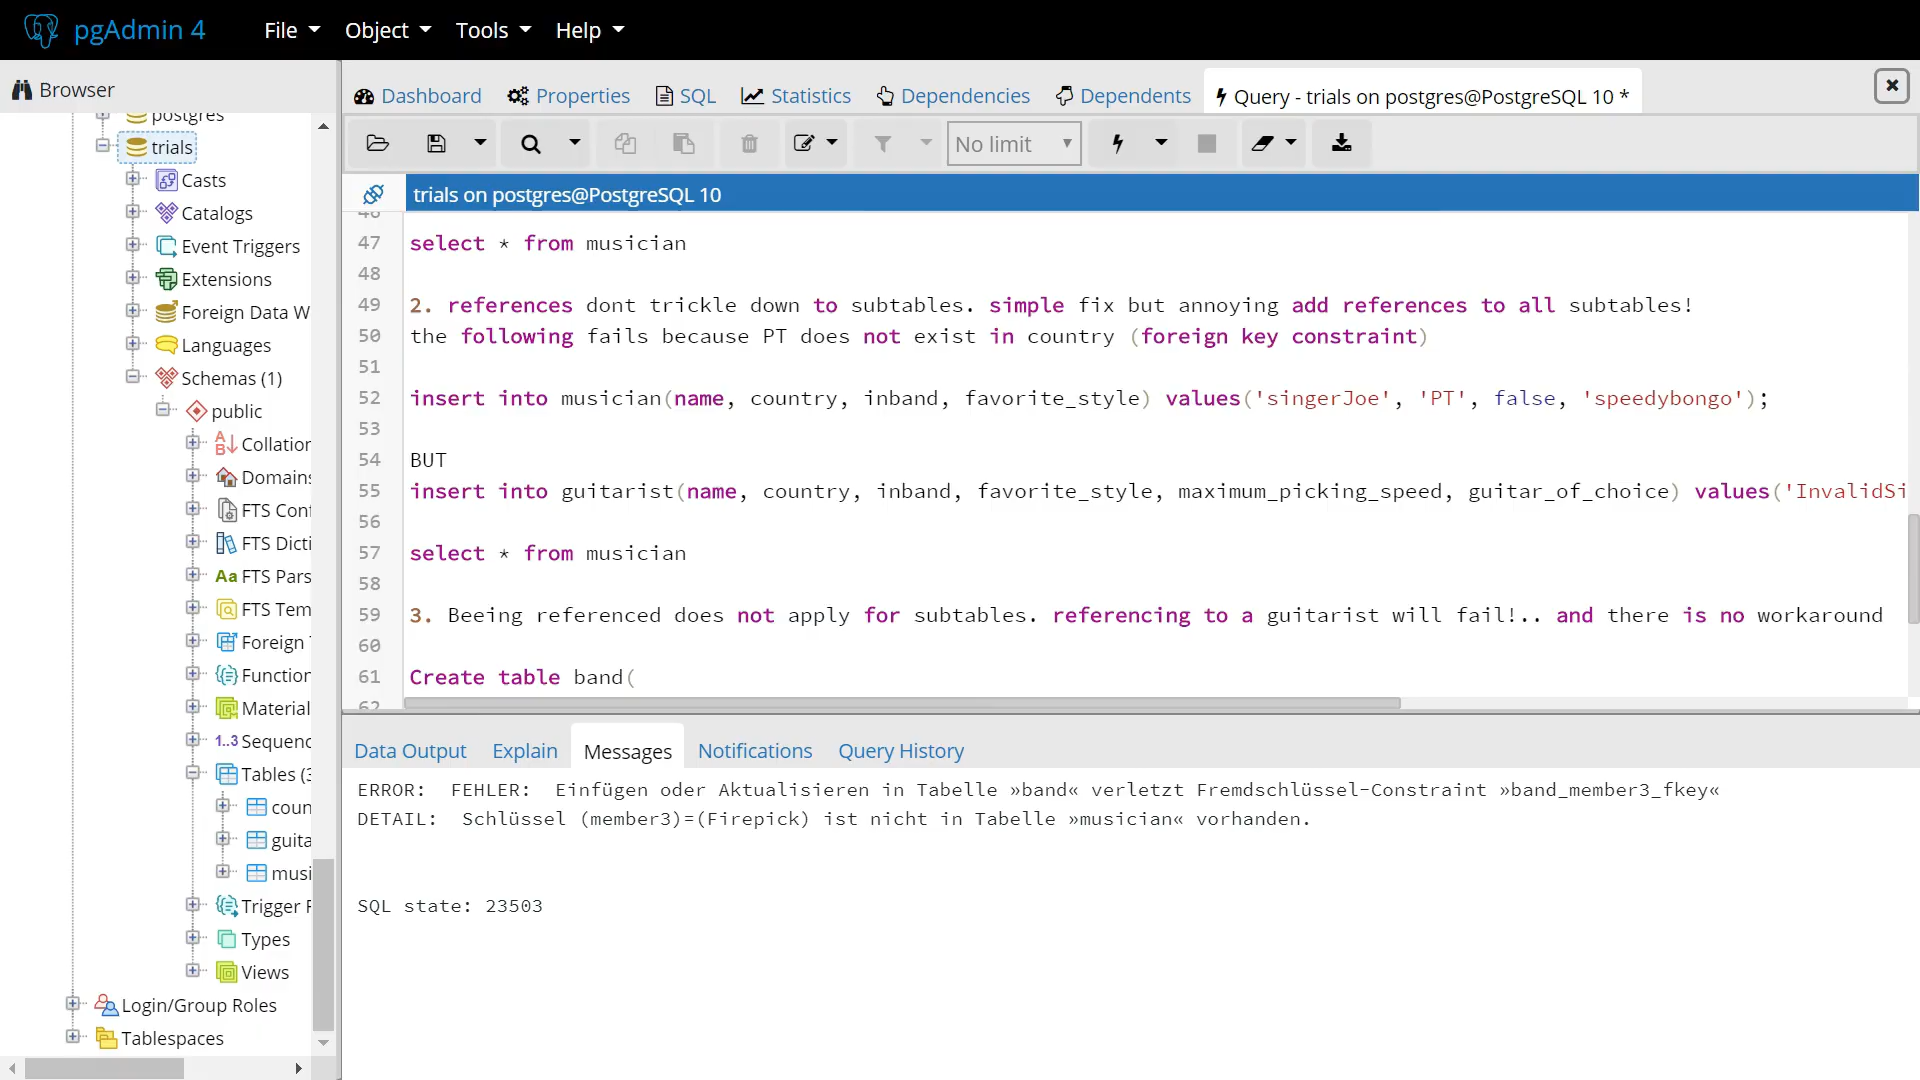 pgAdmin 4
File
Object
Tools
Help
Browser
Dashboard
Properties
SQL
Statistics
Dependencies
Dependents
Query - trials on postgres@PostgreSQL 10 *
No limit
trials on postgres@PostgreSQL 10
postgres
trials
Casts
Catalogs
Event Triggers
Extensions
Foreign Data W
Languages
Schemas (1)
public
Collation
Domains
FTS Conf
FTS Dicti
FTS Pars
FTS Tem
Foreign
Function
Material
1..3 Sequenc
Tables (3
coun
guita
musi
Trigger F
Types
Views
Login/Group Roles
Tablespaces
46
47 select * from musician
48
49 2. references dont trickle down to subtables. simple fix but annoying add references to all subtables!
50 the following fails because PT does not exist in country (foreign key constraint)
51
52 insert into musician(name, country, inband, favorite_style) values('singerJoe', 'PT', false, 'speedybongo');
53
54 BUT
55 insert into guitarist(name, country, inband, favorite_style, maximum_picking_speed, guitar_of_choice) values('InvalidSi
56
57 select * from musician
58
59 3. Beeing referenced does not apply for subtables. referencing to a guitarist will fail!.. and there is no workaround
60
61 Create table band(
62
Data Output
Explain
Messages
Notifications
Query History
ERROR: FEHLER: Einfügen oder Aktualisieren in Tabelle »band« verletzt Fremdschlüssel-Constraint »band_member3_fkey«
DETAIL: Schlüssel (member3)=(Firepick) ist nicht in Tabelle »musician« vorhanden.
SQL state: 23503